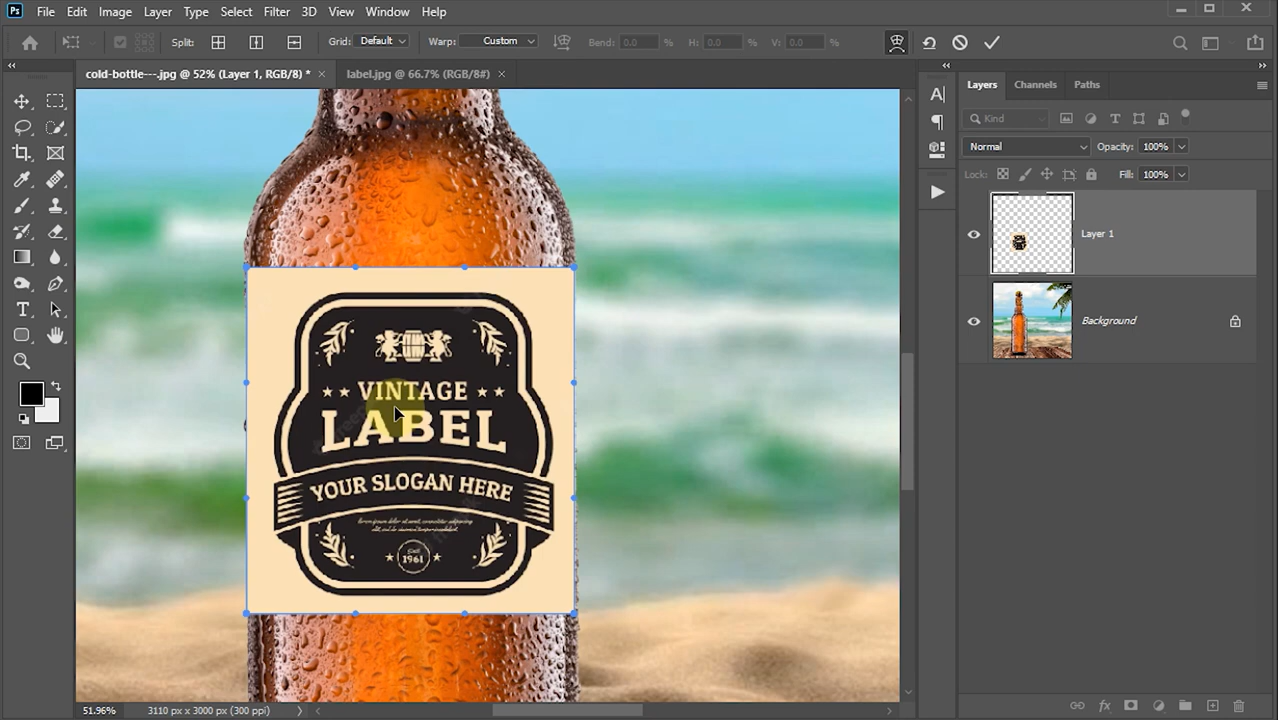 Ps File Edit Image Layer Type Select Filter 3D View Window Help
Split: Grid: Default Warp: Custom Bend: 0.0 % H: 0.0 % V: 0.0 %
cold-bottle---.jpg @ 52% (Layer 1, RGB/8) * × label.jpg @ 66.7% (RGB/8#) ×
VINTAGE
LABEL
YOUR SLOGAN HERE
1961
51.96% 3110 px x 3000 px (300 ppi)
Layers Channels Paths
Kind
Normal Opacity: 100%
Lock: Fill: 100%
Layer 1
Background